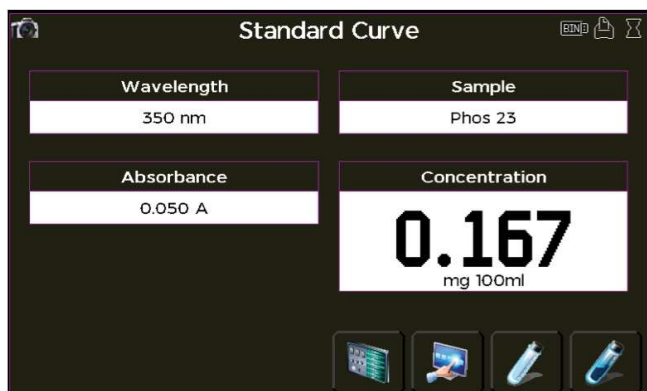 Standard Curve
Wavelength
350 nm
Sample
Phos 23
Absorbance
0.050 A
Concentration
0.167
mg 100ml